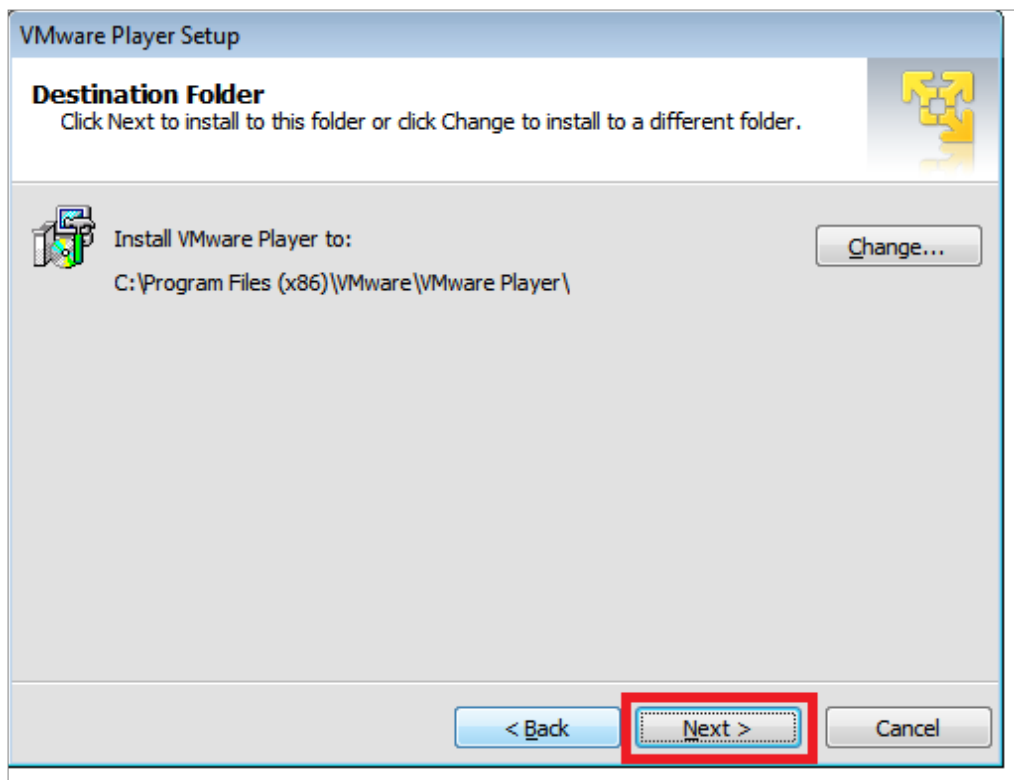 VMware Player Setup
Destination Folder
Click Next to install to this folder or click Change to install to a different folder.
Install VMware Player to:
Change...
C:\Program Files (x86)\VMware\VMware Player\
< Back
Next >
Cancel